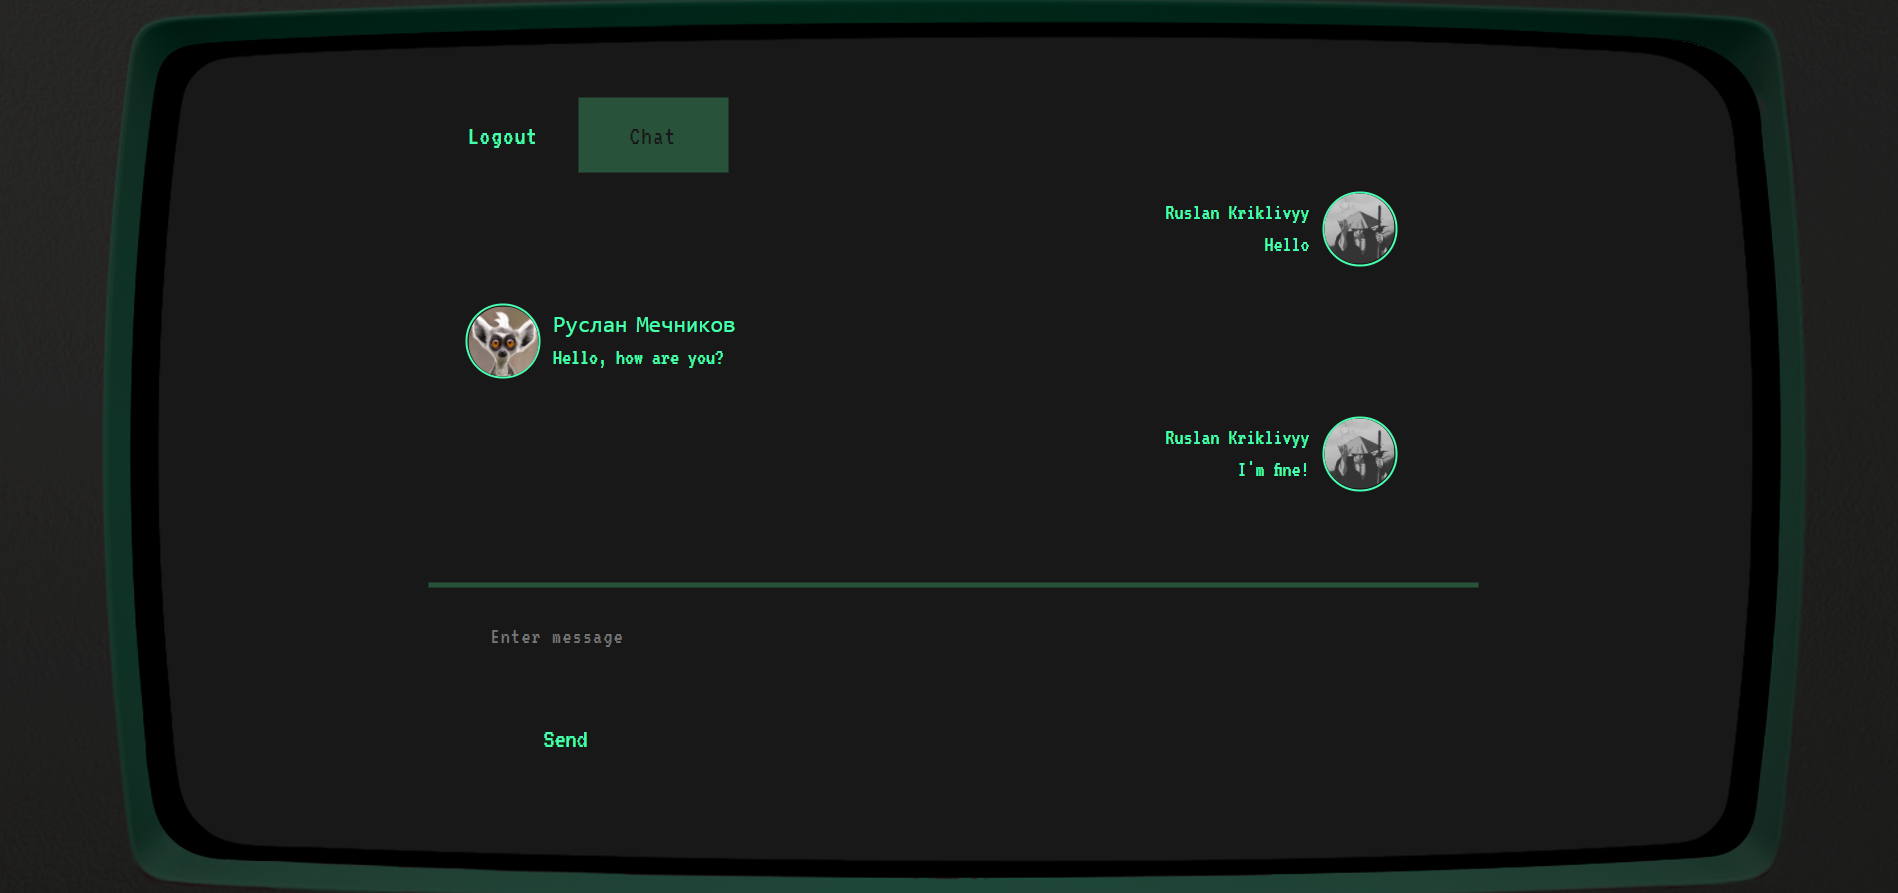 Logout
Chat
Ruslan Kriklivyy
Hello
Руслан Мечников
Hello, how are you?
Ruslan Kriklivyy
I'm fine!
Enter message
Send